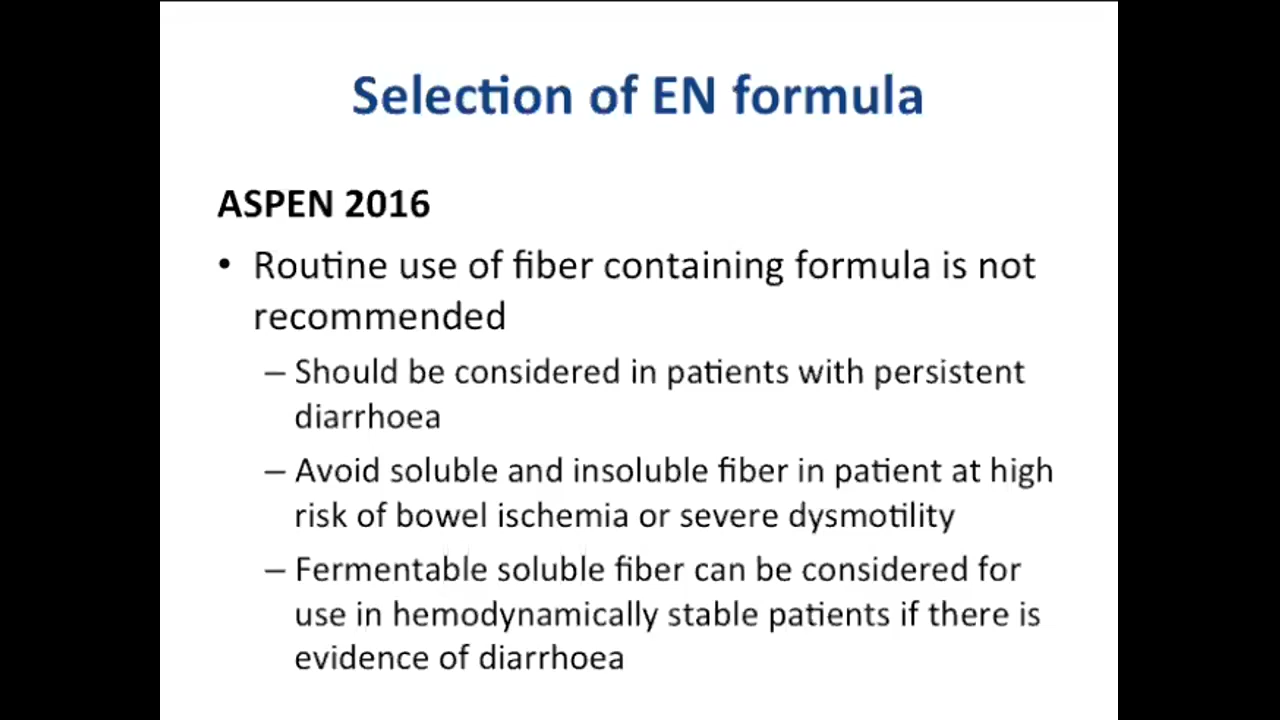 Selection of EN formula
ASPEN 2016
• Routine use of fiber containing formula is not
recommended
– Should be considered in patients with persistent
diarrhoea
– Avoid soluble and insoluble fiber in patient at high
risk of bowel ischemia or severe dysmotility
– Fermentable soluble fiber can be considered for
use in hemodynamically stable patients if there is
evidence of diarrhoea